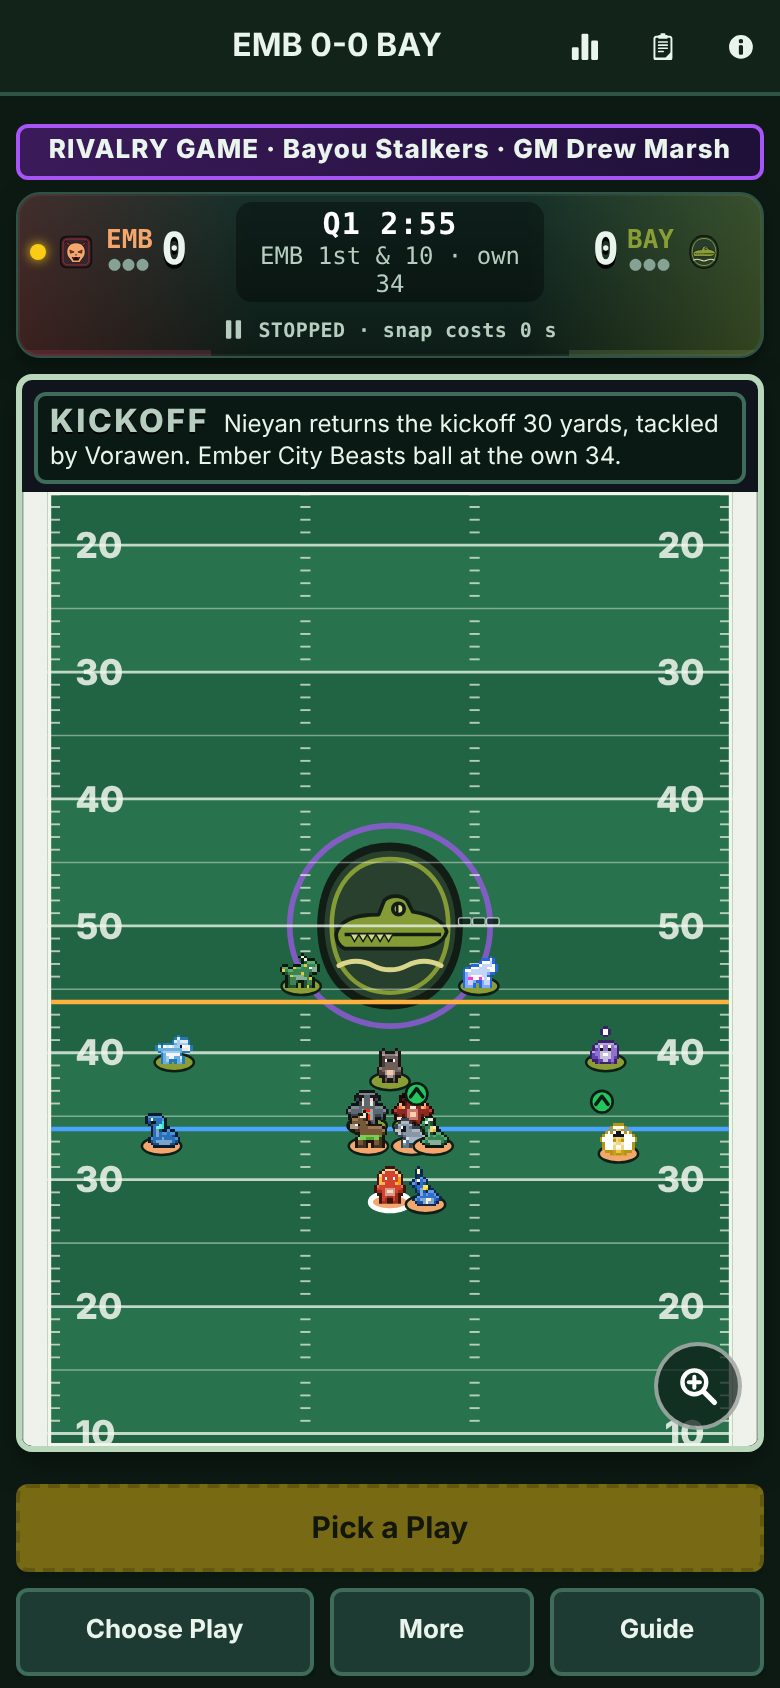 EMB 0-0 BAY
RIVALRY GAME · Bayou Stalkers · GM Drew Marsh
EMB 0
Q1 2:55
EMB 1st & 10 · own
34
0 BAY
STOPPED · snap costs 0 s
KICKOFF Nieyan returns the kickoff 30 yards, tackled
by Vorawen. Ember City Beasts ball at the own 34.
20 20
30 30
40 40
50 50
40 40
30 30
20 20
10 10
Pick a Play
Choose Play
More
Guide